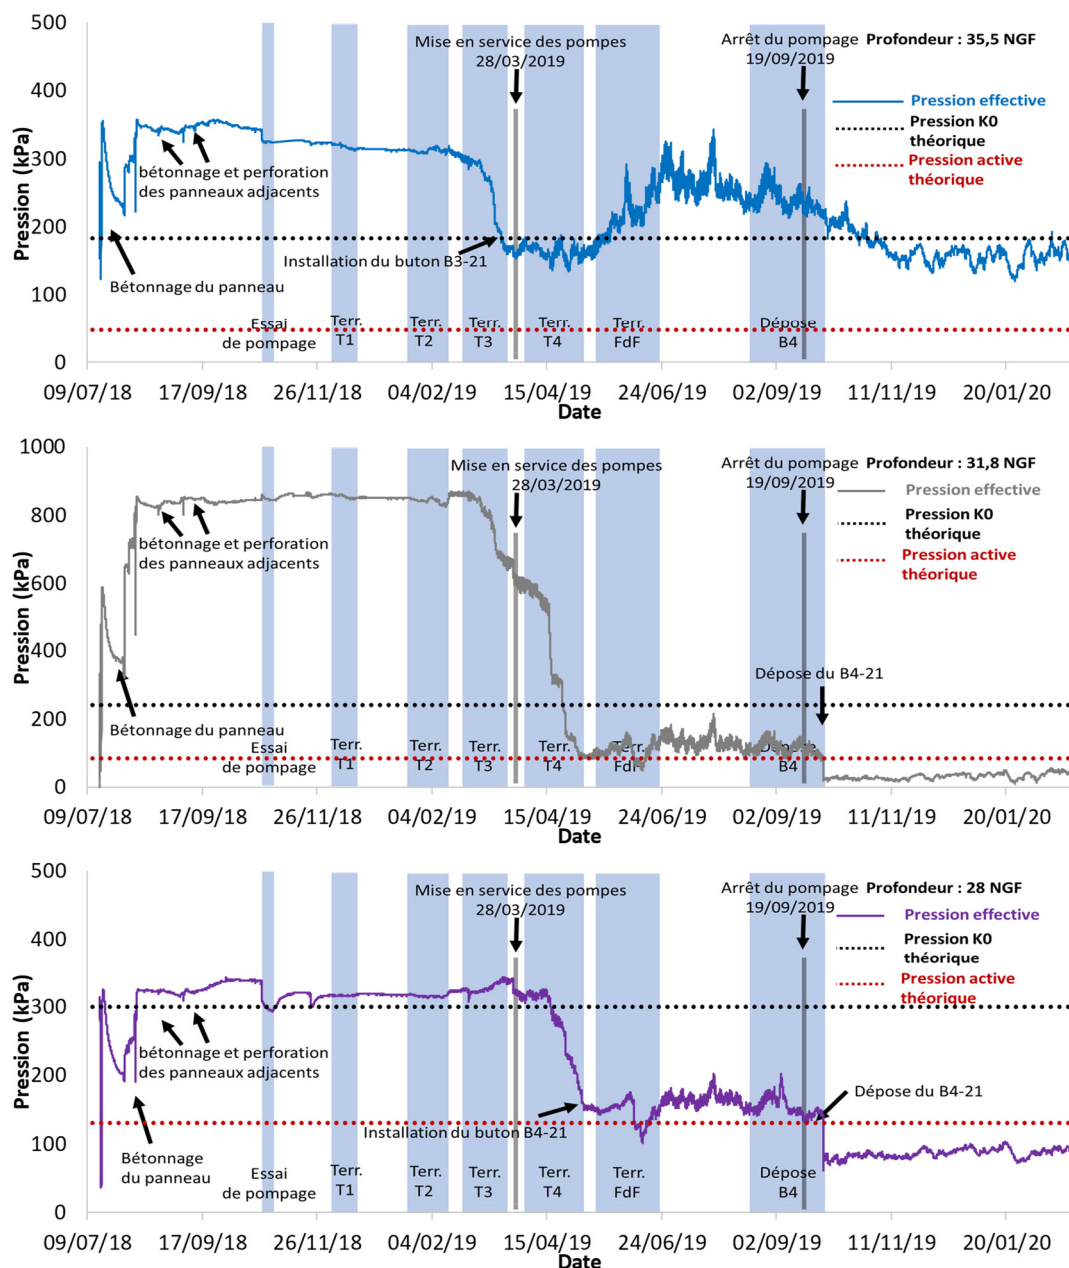 500
400
300
200
100
0
Pression (kPa)
Mise en service des pompes
28/03/2019
Arrêt du pompage
19/09/2019
Profondeur : 35,5 NGF
Pression effective
Pression K0
théorique
Pression active
théorique
bétonnage et perforation
des panneaux adjacents
Installation du buton B3-21
Bétonnage du panneau
Essai
de pompage
Terr.
T1
Terr.
T2
Terr.
T3
Terr.
T4
Terr.
FdF
Dépose
B4
09/07/18 17/09/18 26/11/18 04/02/19 15/04/19 24/06/19 02/09/19 11/11/19 20/01/20
Date
1000
800
600
400
200
0
Pression (kPa)
Mise en service des pompes
28/03/2019
Arrêt du pompage
19/09/2019
Profondeur : 31,8 NGF
Pression effective
Pression K0
théorique
Pression active
théorique
bétonnage et perforation
des panneaux adjacents
Dépose du B4-21
Bétonnage du panneau
Essai
de pompage
Terr.
T1
Terr.
T2
Terr.
T3
Terr.
T4
Terr.
FdF
Dépose
B4
09/07/18 17/09/18 26/11/18 04/02/19 15/04/19 24/06/19 02/09/19 11/11/19 20/01/20
Date
500
400
300
200
100
0
Pression (kPa)
Mise en service des pompes
28/03/2019
Arrêt du pompage
19/09/2019
Profondeur : 28 NGF
Pression effective
Pression K0
théorique
Pression active
théorique
bétonnage et perforation
des panneaux adjacents
Dépose du B4-21
Installation du buton B4-21
Bétonnage
du panneau
Essai
de pompage
Terr.
T1
Terr.
T2
Terr.
T3
Terr.
T4
Terr.
FdF
Dépose
B4
09/07/18 17/09/18 26/11/18 04/02/19 15/04/19 24/06/19 02/09/19 11/11/19 20/01/20
Date